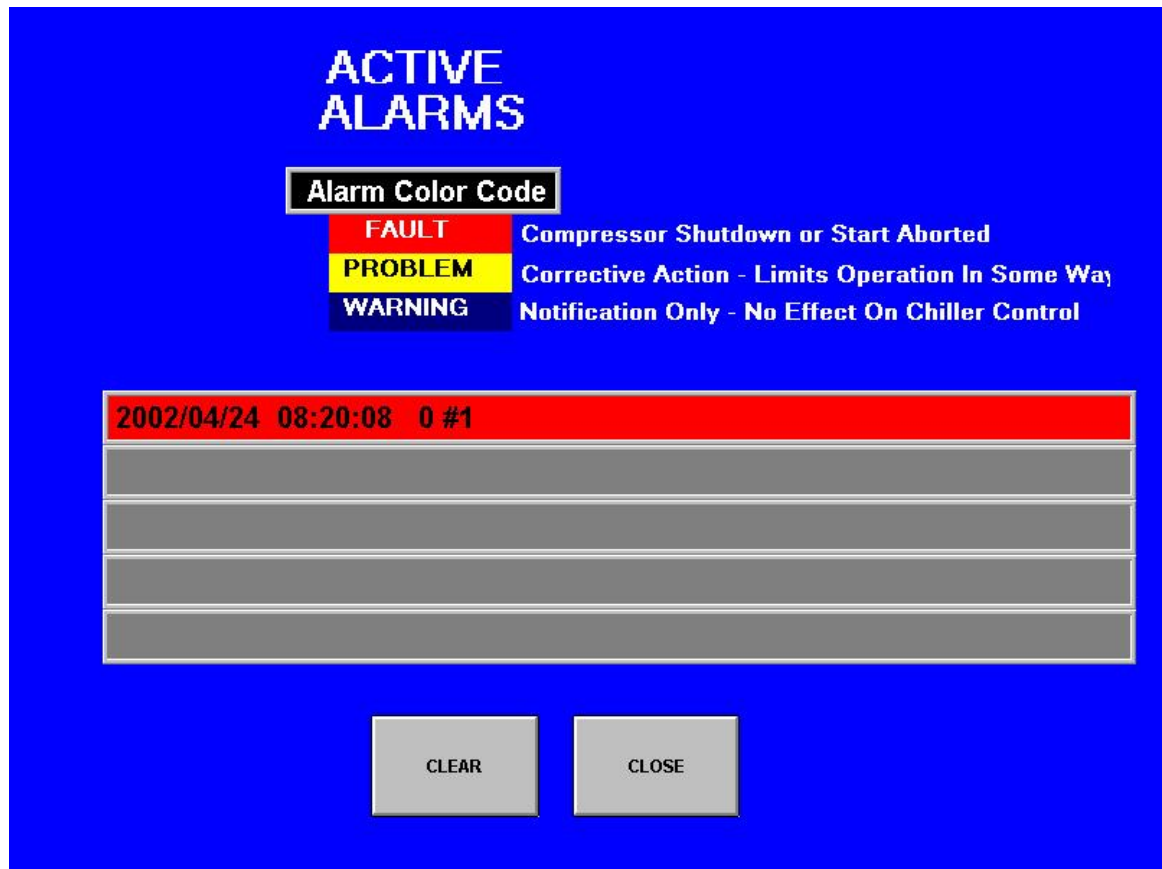 ACTIVE
ALARMS
Alarm Color Code
FAULT Compressor Shutdown or Start Aborted
PROBLEM Corrective Action - Limits Operation In Some Way
WARNING Notification Only - No Effect On Chiller Control
2002/04/24 08:20:08 0 #1
CLEAR CLOSE